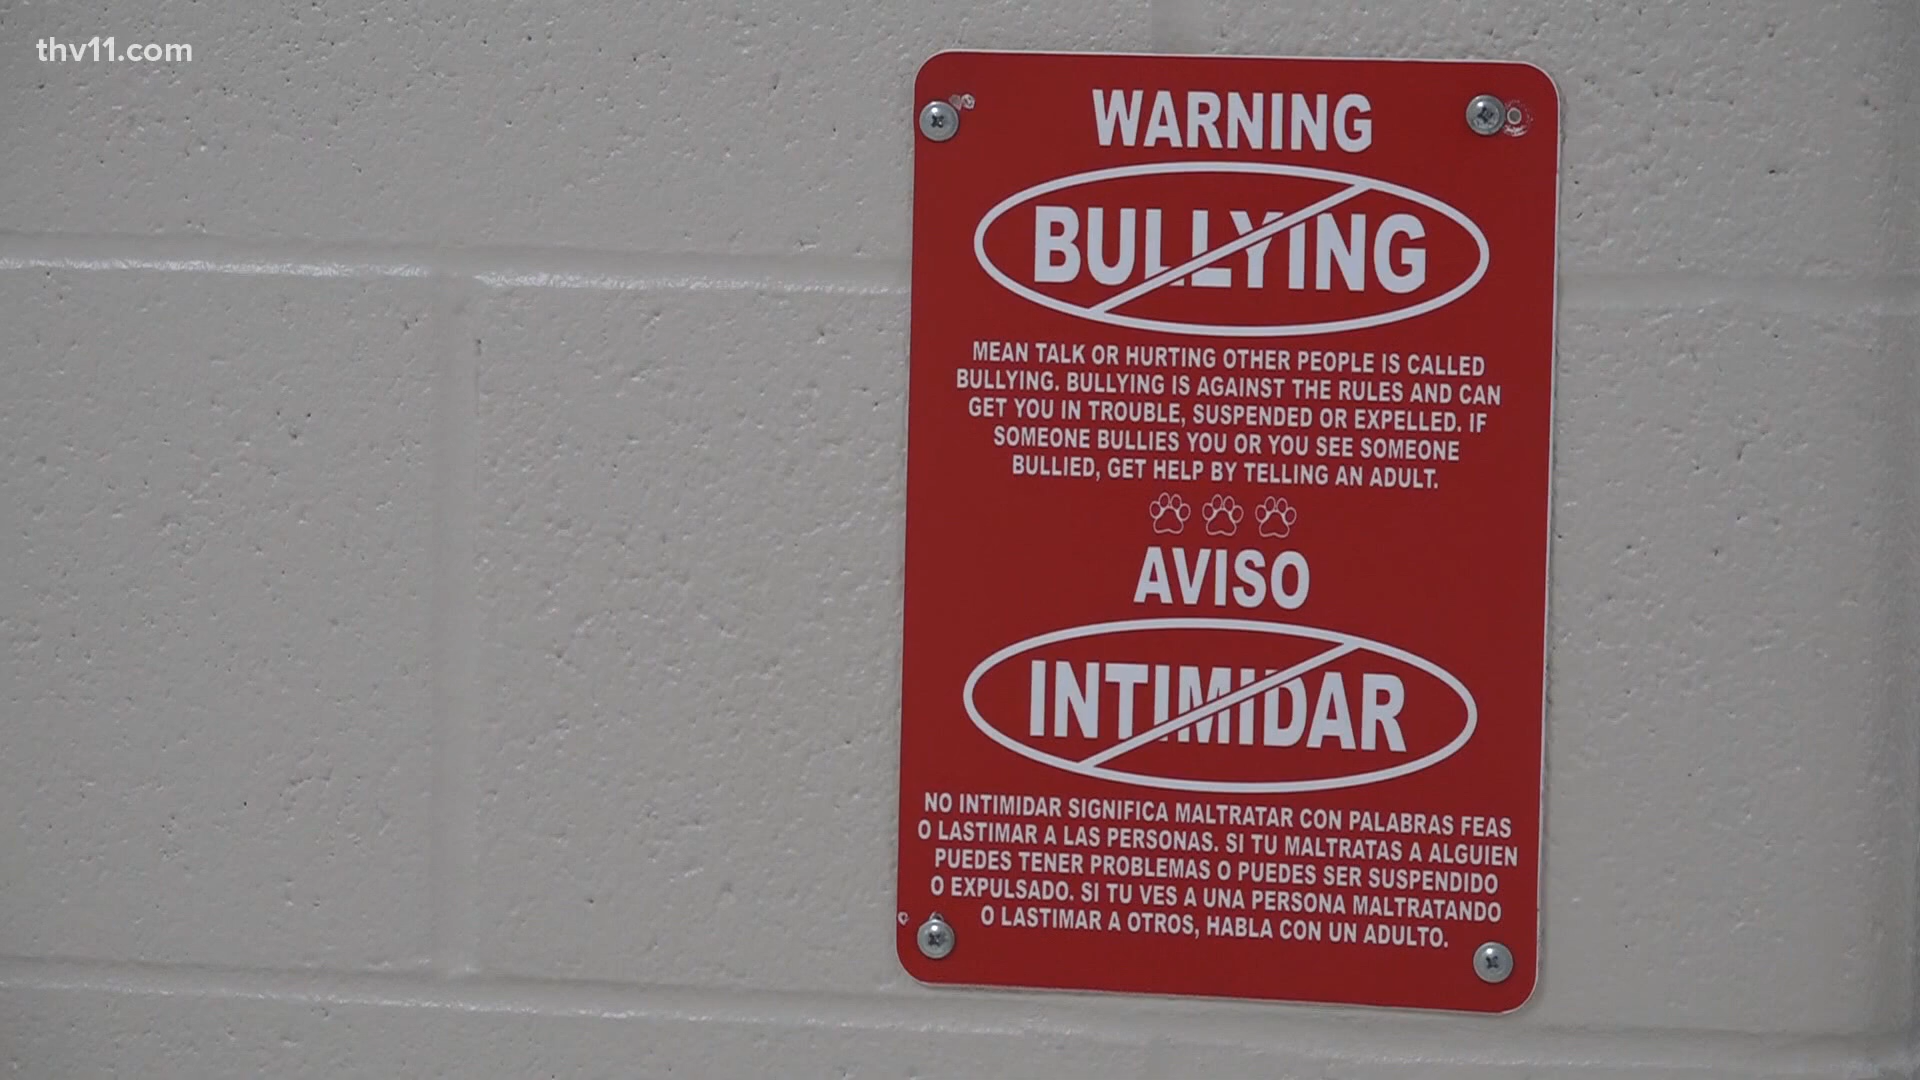 thv11.com
WARNING
BULLYING
MEAN TALK OR HURTING OTHER PEOPLE IS CALLED
BULLYING. BULLYING IS AGAINST THE RULES AND CAN
GET YOU IN TROUBLE, SUSPENDED OR EXPELLED. IF
SOMEONE BULLIES YOU OR YOU SEE SOMEONE
BULLIED, GET HELP BY TELLING AN ADULT.
AVISO
INTIMIDAR
NO INTIMIDAR SIGNIFICA MALTRATAR CON PALABRAS FEAS
O LASTIMAR A LAS PERSONAS. SI TU MALTRATAS A ALGUIEN
PUEDES TENER PROBLEMAS O PUEDES SER SUSPENDIDO
O EXPULSADO. SI TU VES A UNA PERSONA MALTRATANDO
O LASTIMAR A OTROS, HABLA CON UN ADULTO.